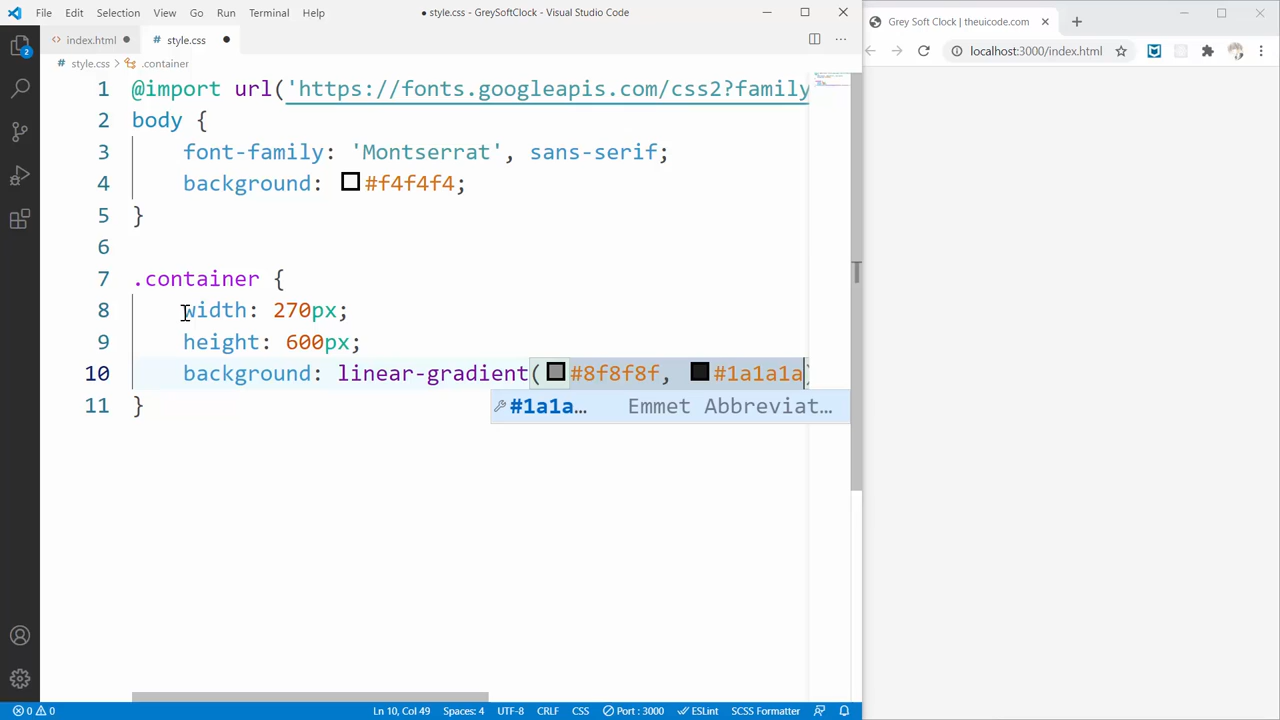 File Edit Selection View Go Run Terminal Help ● style.css - GreySoftClock - Visual Studio Code
Grey Soft Clock | theuicode.com
index.html
style.css
localhost:3000/index.html
style.css > .container
2
1 @import url('https://fonts.googleapis.com/css2?family
2 body {
3 font-family: 'Montserrat', sans-serif;
4 background: #f4f4f4;
5 }
6
7 .container {
8 width: 270px;
9 height: 600px;
10 background: linear-gradient(#8f8f8f, #1a1a1a)
#1a1a… Emmet Abbreviat…
11 }
0 0 Ln 10, Col 49 Spaces: 4 UTF-8 CRLF CSS Port : 3000 ESLint SCSS Formatter